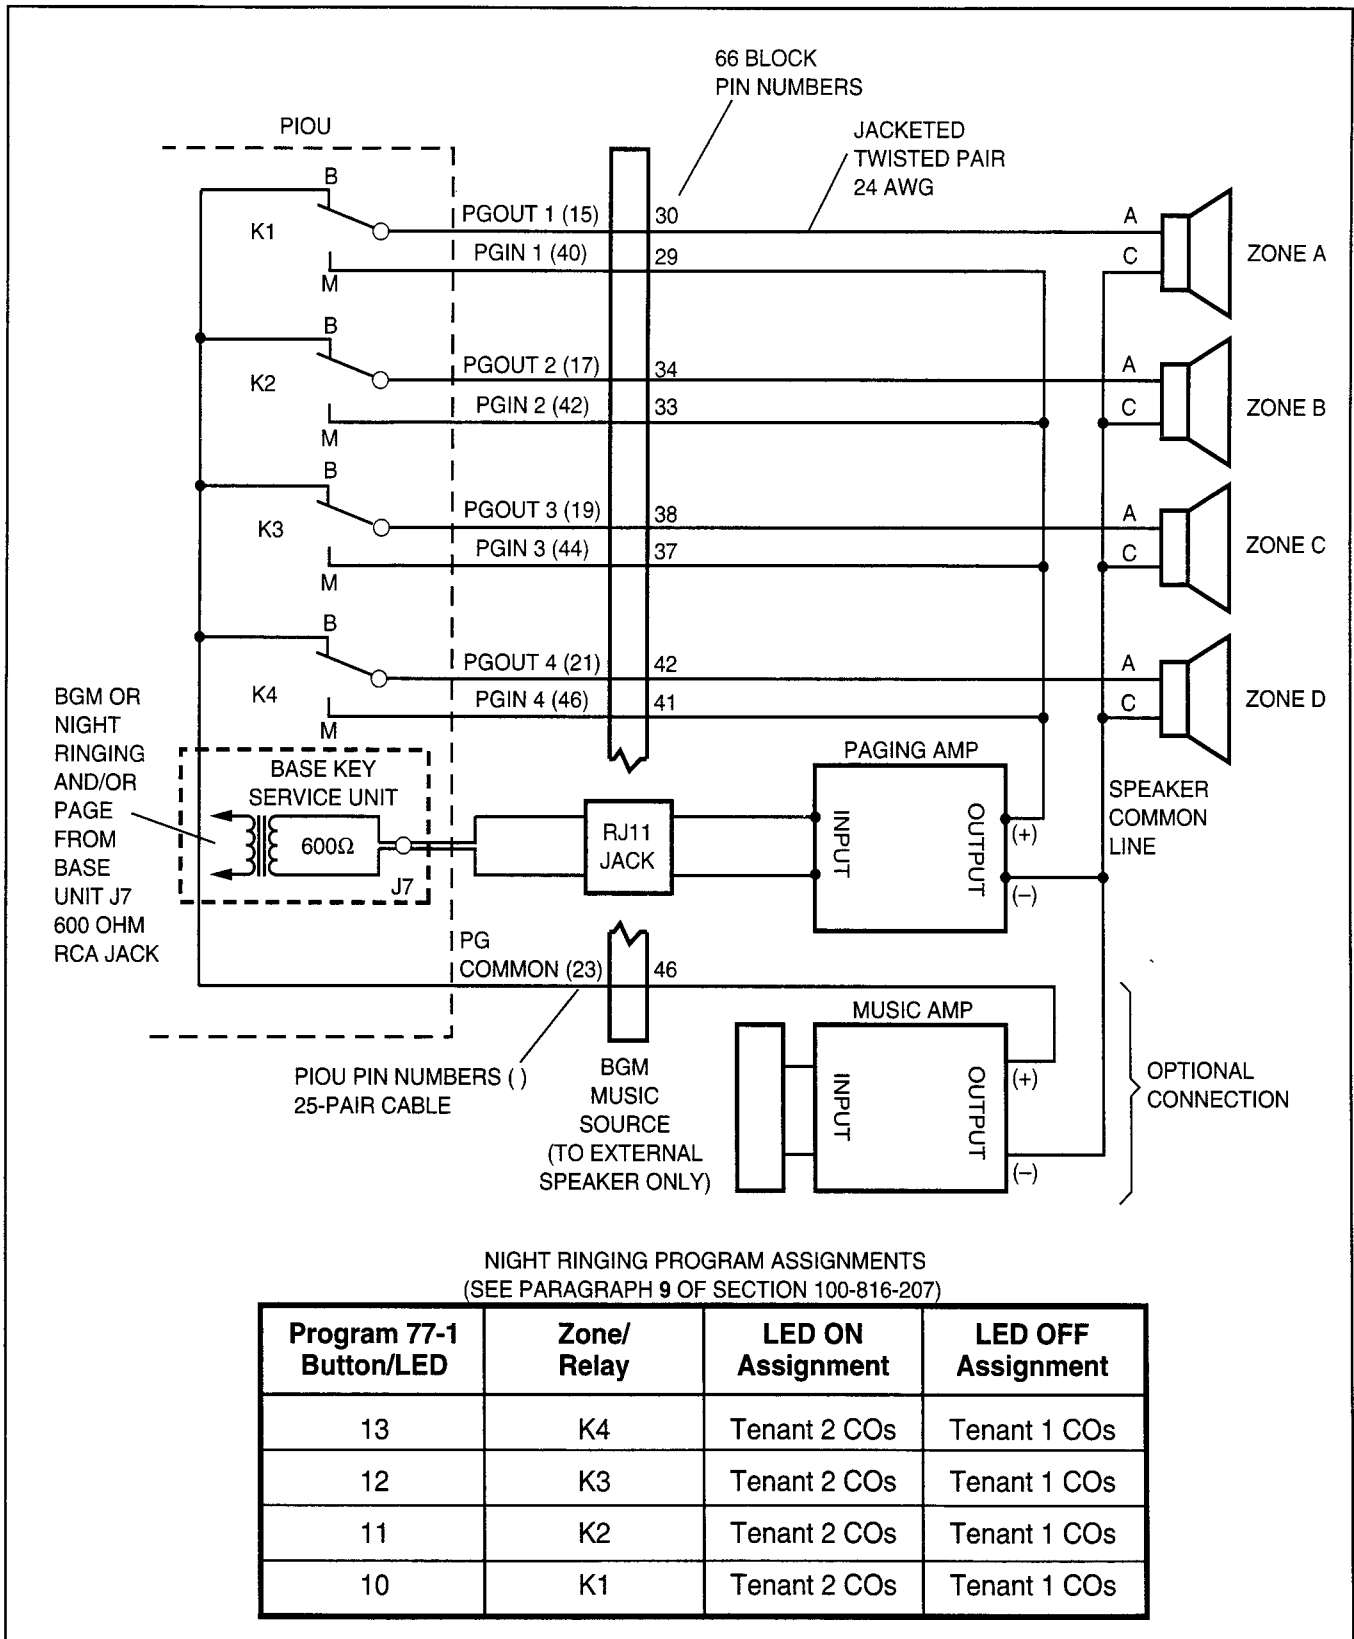 66 BLOCK
PIN NUMBERS
PIOU
JACKETED
TWISTED PAIR
24 AWG
B
K1
M
PGOUT 1 (15)
PGIN 1 (40)
30
29
A
C
ZONE A
B
K2
M
PGOUT 2 (17)
PGIN 2 (42)
34
33
A
C
ZONE B
B
K3
M
PGOUT 3 (19)
PGIN 3 (44)
38
37
A
C
ZONE C
B
K4
M
PGOUT 4 (21)
PGIN 4 (46)
42
41
A
C
ZONE D
BGM OR
NIGHT
RINGING
AND/OR
PAGE
FROM
BASE
UNIT J7
600 OHM
RCA JACK
BASE KEY
SERVICE UNIT
600Ω
J7
RJ11
JACK
PAGING AMP
INPUT
OUTPUT
(+)
(–)
SPEAKER
COMMON
LINE
PG
COMMON (23)
46
MUSIC AMP
INPUT
OUTPUT
(+)
(–)
OPTIONAL
CONNECTION
PIOU PIN NUMBERS ( )
25-PAIR CABLE
BGM
MUSIC
SOURCE
(TO EXTERNAL
SPEAKER ONLY)
NIGHT RINGING PROGRAM ASSIGNMENTS
(SEE PARAGRAPH 9 OF SECTION 100-816-207)
Program 77-1 Zone/ LED ON LED OFF
Button/LED Relay Assignment Assignment
13 K4 Tenant 2 COs Tenant 1 COs
12 K3 Tenant 2 COs Tenant 1 COs
11 K2 Tenant 2 COs Tenant 1 COs
10 K1 Tenant 2 COs Tenant 1 COs